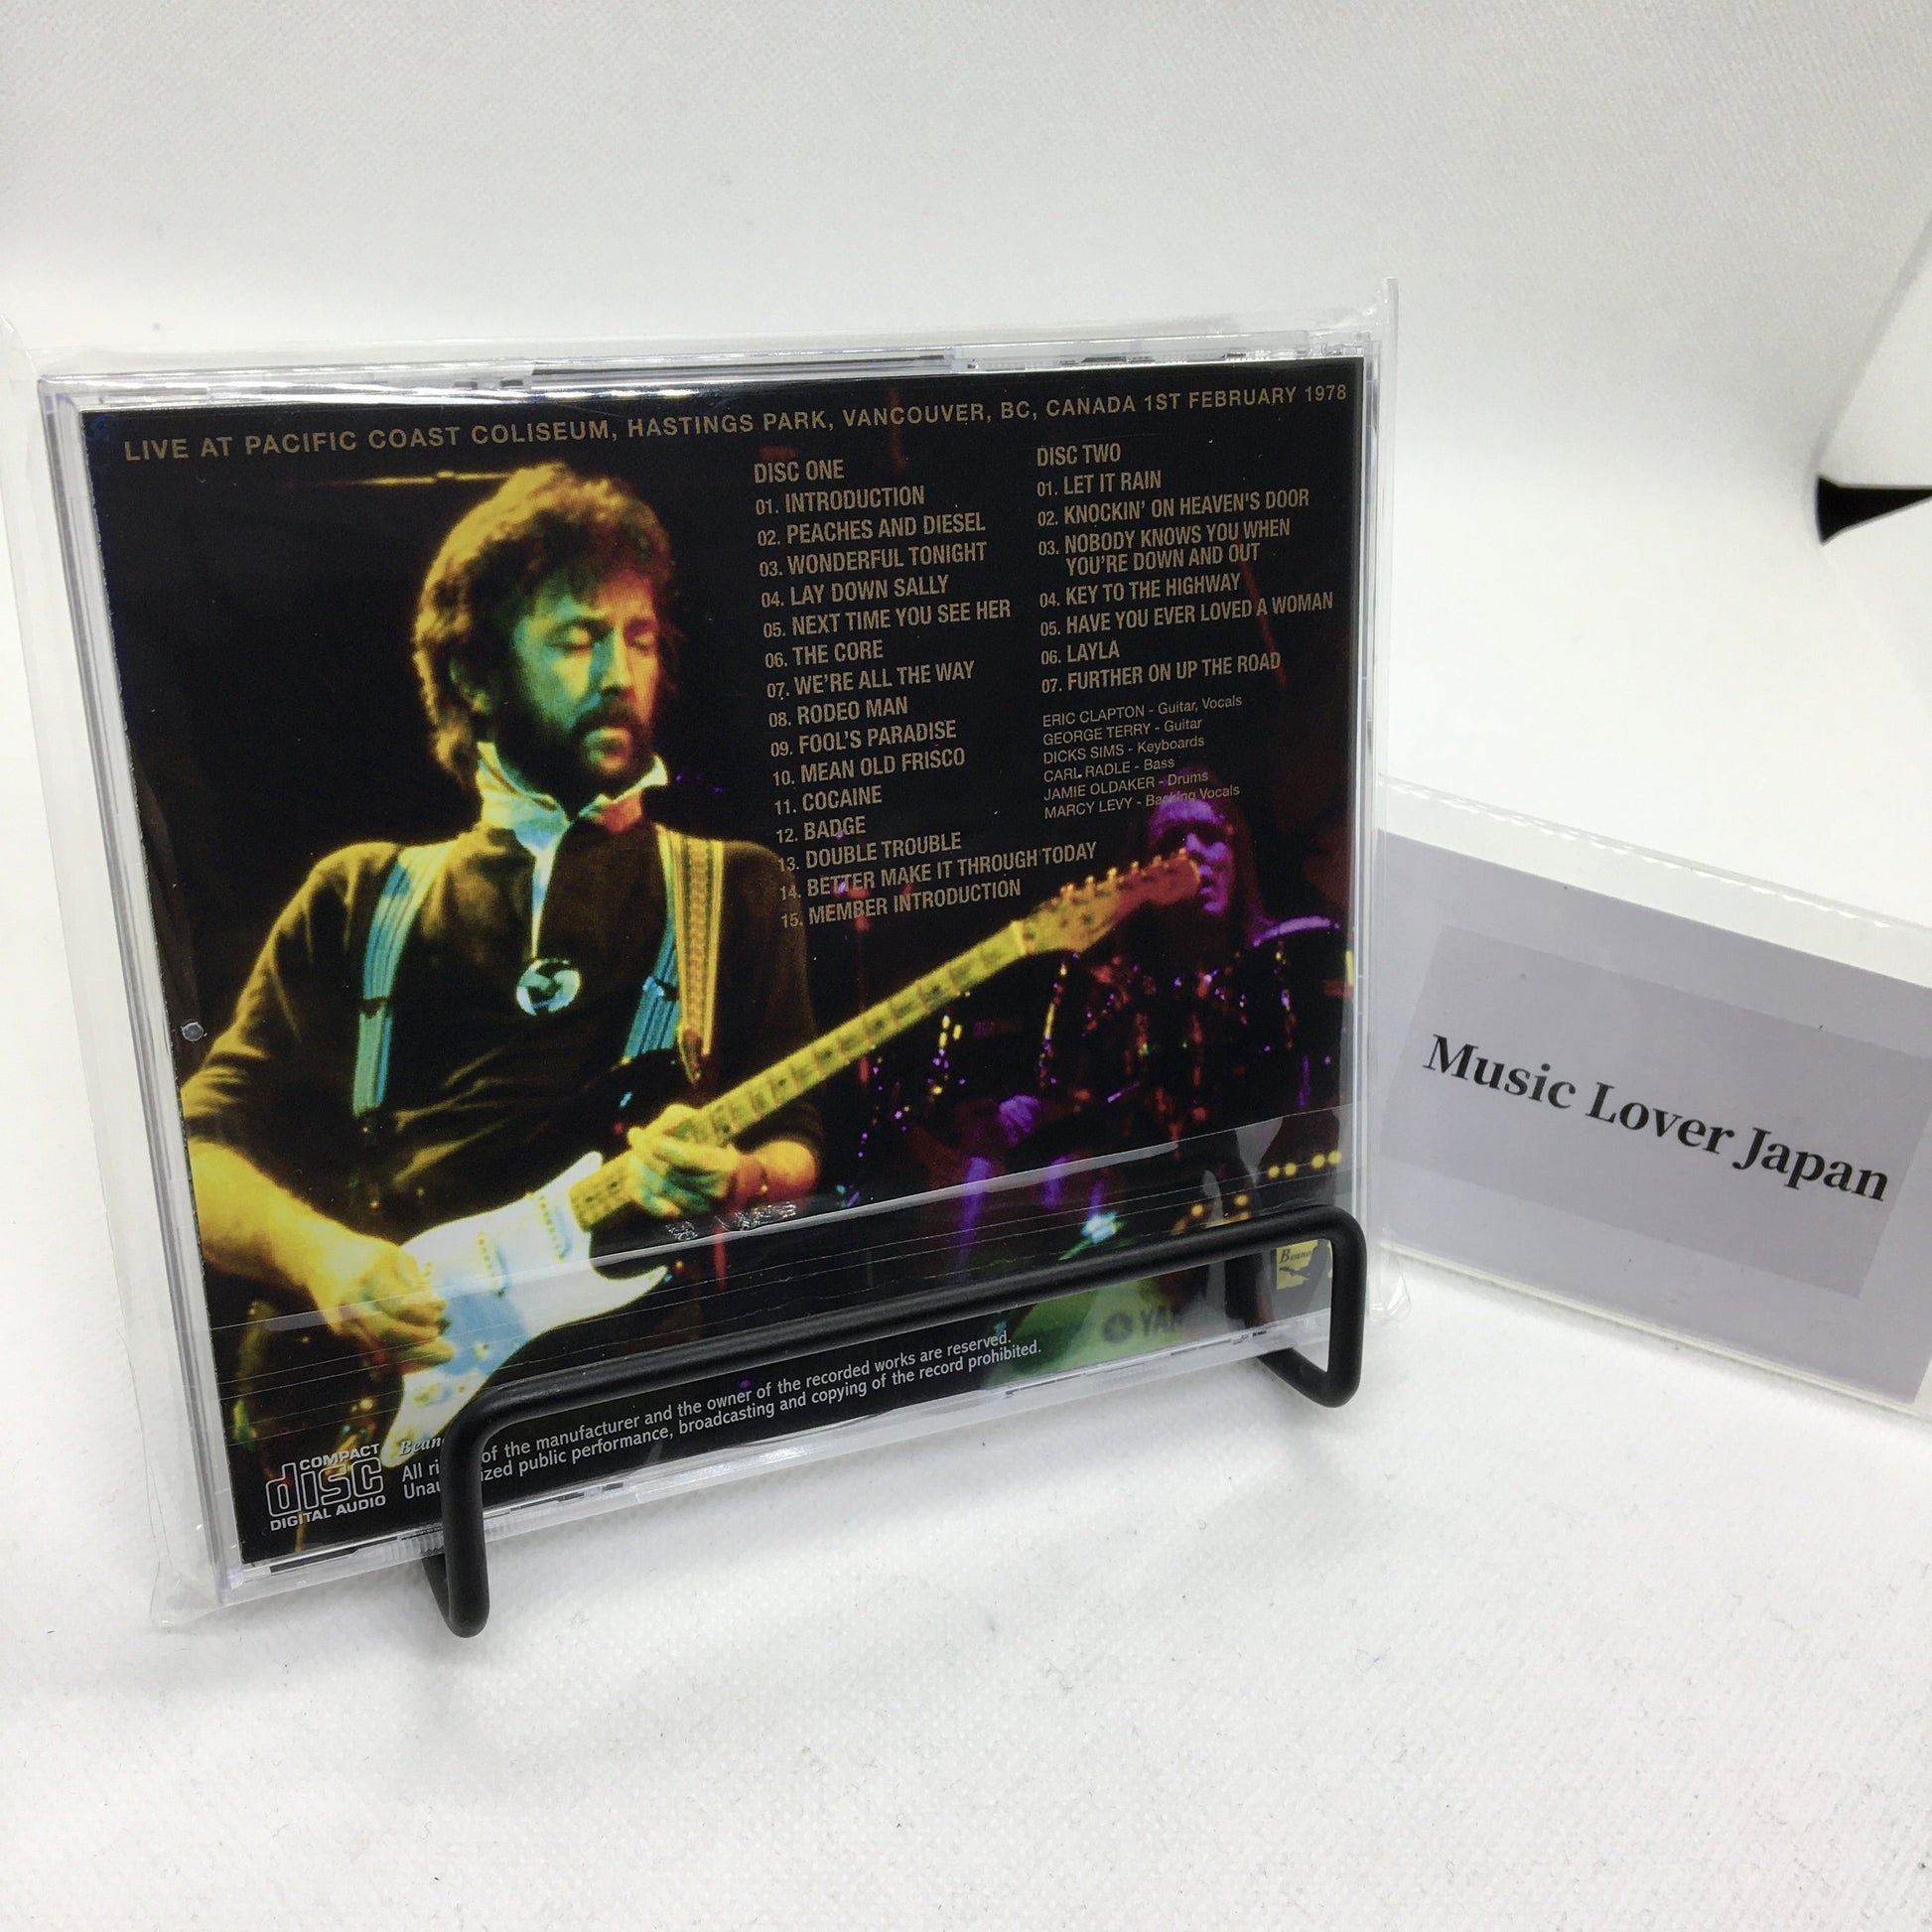 LIVE AT PACIFIC COAST COLISEUM, HASTINGS PARK, VANCOUVER, BC, CANADA 1ST FEBRUARY 1978
DISC ONE
01. INTRODUCTION
02. PEACHES AND DIESEL
03. WONDERFUL TONIGHT
04. LAY DOWN SALLY
05. NEXT TIME YOU SEE HER
06. THE CORE
07. WE'RE ALL THE WAY
08. RODEO MAN
09. FOOL'S PARADISE
10. MEAN OLD FRISCO
11. COCAINE
12. BADGE
13. DOUBLE TROUBLE
14. BETTER MAKE IT THROUGH TODAY
15. MEMBER INTRODUCTION
DISC TWO
01. LET IT RAIN
02. KNOCKIN' ON HEAVEN'S DOOR
03. NOBODY KNOWS YOU WHEN
YOU'RE DOWN AND OUT
04. KEY TO THE HIGHWAY
05. HAVE YOU EVER LOVED A WOMAN
06. LAYLA
07. FURTHER ON UP THE ROAD
ERIC CLAPTON - Guitar, Vocals
GEORGE TERRY - Guitar
DICKS SIMS - Keyboards
CARL RADLE - Bass
JAMIE OLDAKER - Drums
MARCY LEVY - Backing Vocals
Music Lover Japan
Beano
YA
COMPACT
disc
DIGITAL AUDIO
Bean
All ri of the manufacturer and the owner of the recorded works are reserved.
Unau ized public performance, broadcasting and copying of the record prohibited.